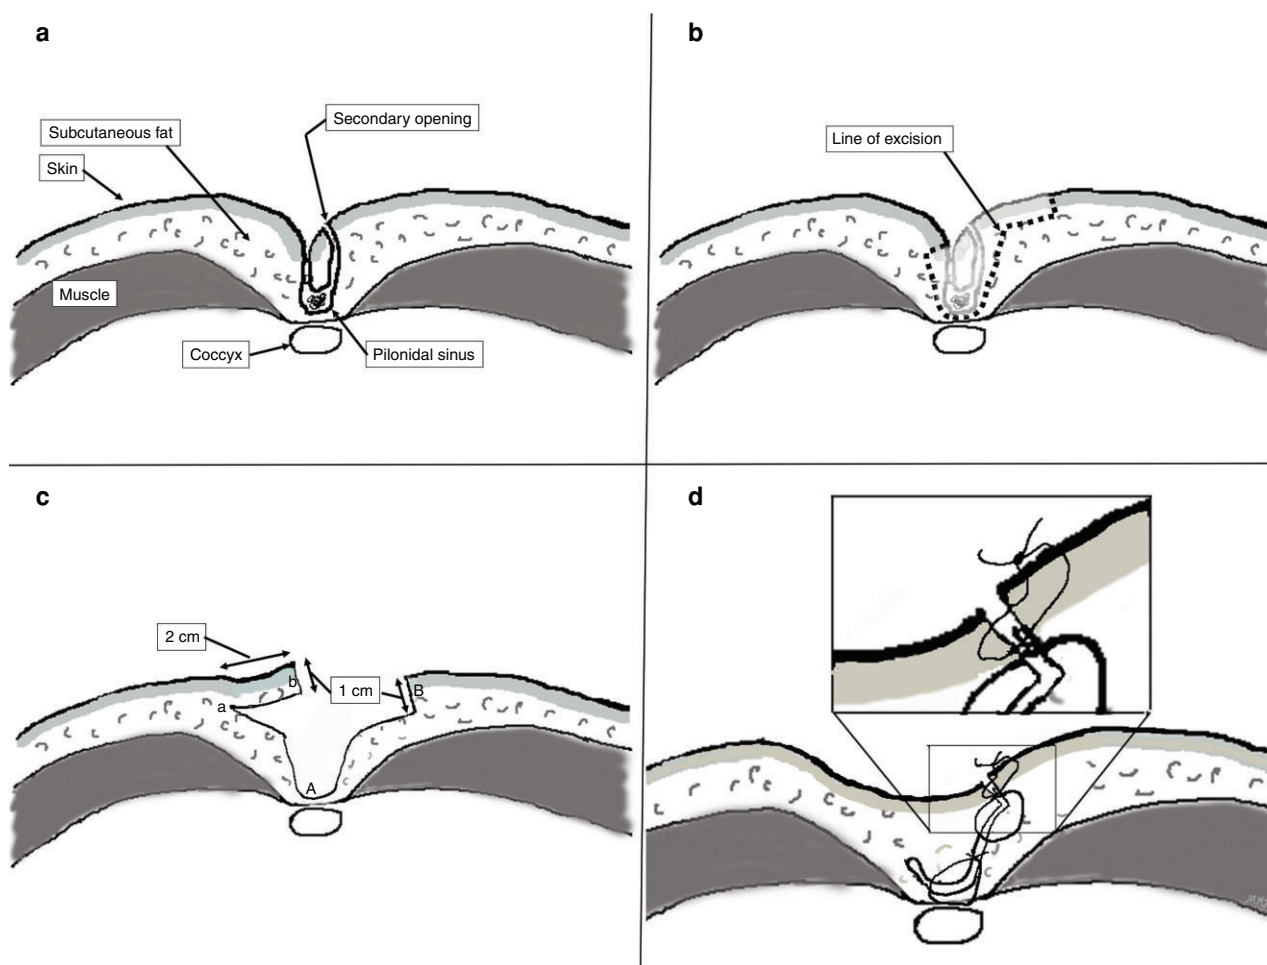 a
Secondary opening
Subcutaneous fat
Skin
Muscle
Coccyx
Pilonidal sinus
b
Line of excision
c
2 cm
b
1 cm
B
a
A
d